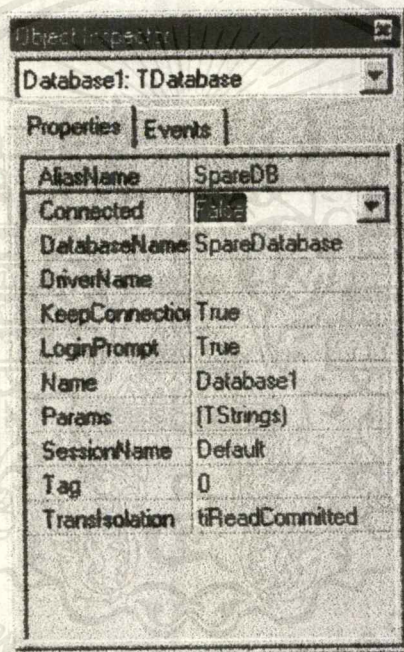 Object Inspector
Database1: TDatabase
Properties Events
AliasName SpareDB
Connected False
DatabaseName SpareDatabase
DriverName
KeepConnectio True
LoginPrompt True
Name Database1
Params (TStrings)
SessionName Default
Tag 0
TransIsolation tiReadCommitted